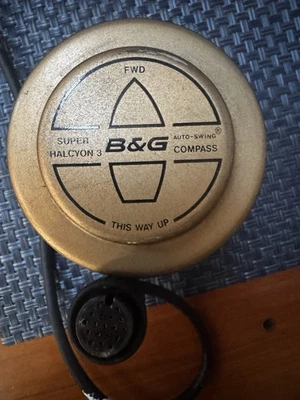 FWD
SUPER B&G AUTO-SWING®
HALCYON 3 COMPASS
THIS WAY UP